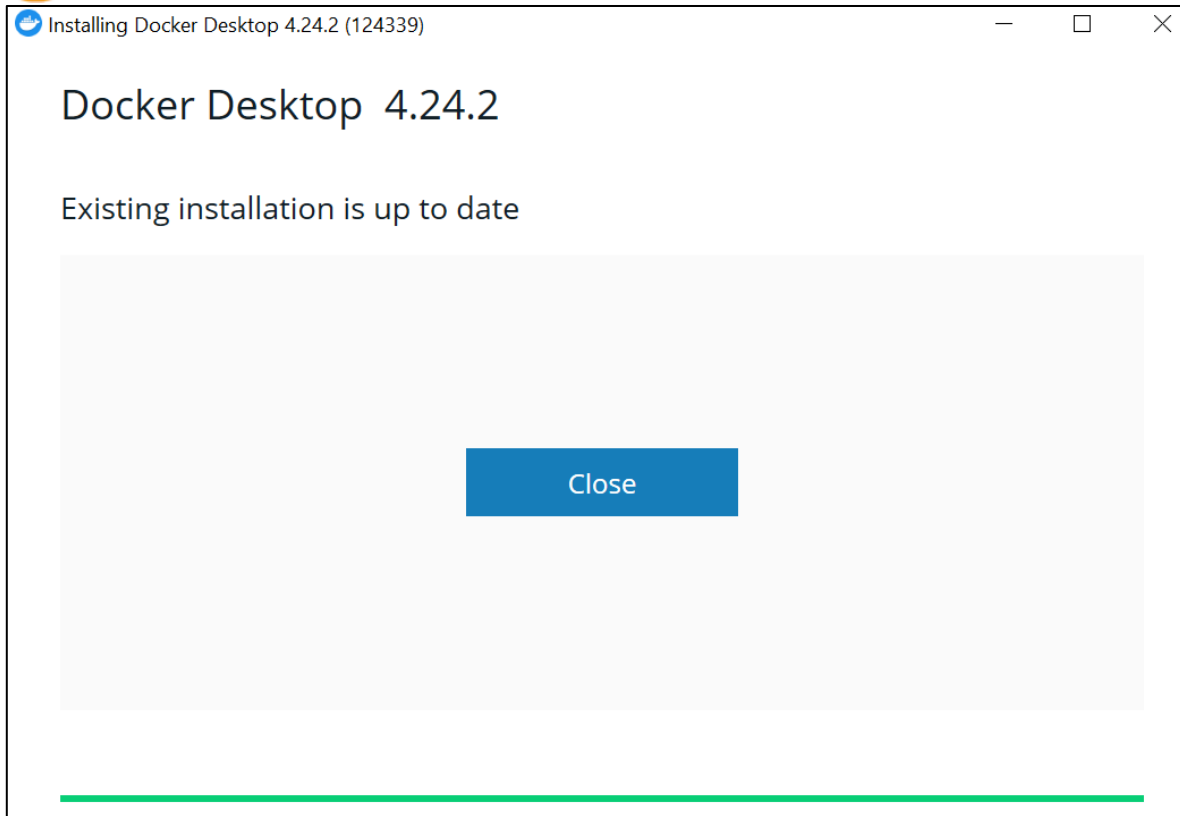 Installing Docker Desktop 4.24.2 (124339)
Docker Desktop 4.24.2
Existing installation is up to date
Close